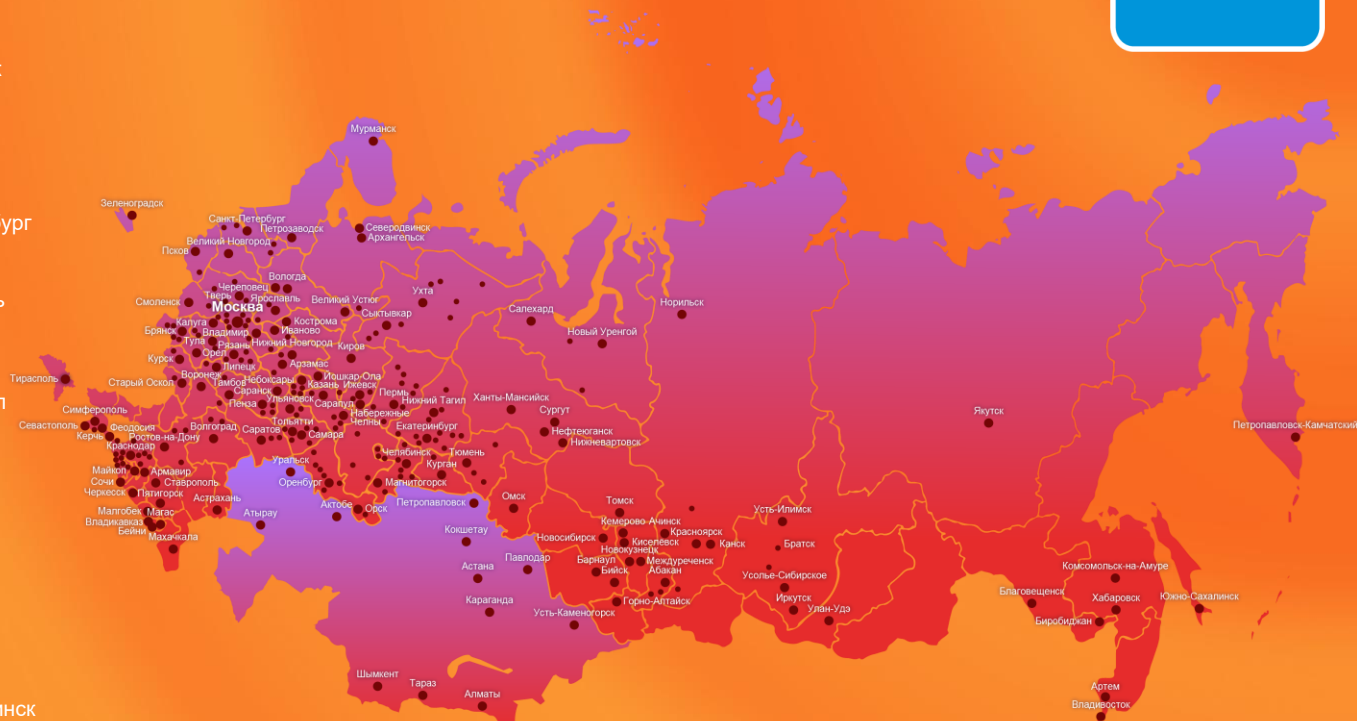 Мурманск
Зеленоградск
ург
Санкт-Петербург
Петрозаводск
Северодвинск
Архангельск
Великий Новгород
Псков
Вологда
Череповец
Тверь
Ярославль
Великий Устюг
Ухта
Смоленск
Москва
Сыктывкар
Салехард
Норильск
Калуга
Кострома
Брянск
Владимир
Иваново
Новый Уренгой
Тула
Рязань
Нижний Новгород
Киров
Орел
Курск
Липецк
Арзамас
Тирасполь
Старый Оскол
Воронеж
Тамбов
Чебоксары
Йошкар-Ола
Саранск
Казань
Ижевск
Пермь
Нижний Тагил
Ханты-Мансийск
Пенза
Ульяновск
Сарапул
Сургут
Якутск
Симферополь
Набережные
Челны
Севастополь
Феодосия
Волгоград
Тольятти
Екатеринбург
Нефтеюганск
Петропавловск-Камчатский
Керчь
Ростов-на-Дону
Саратов
Самара
Нижневартовск
Краснодар
Челябинск
Тюмень
Уральск
Курган
Майкоп
Армавир
Сочи
Ставрополь
Оренбург
Магнитогорск
Черкесск
Пятигорск
Астрахань
Омск
Томск
Актобе
Орск
Петропавловск
Усть-Илимск
Малгобек
Магас
Атырау
Владикавказ
Кемерово
Ачинск
Бейни
Красноярск
Махачкала
Кокшетау
Новосибирск
Киселёвск
Канск
Братск
Новокузнецк
Павлодар
Барнаул
Междуреченск
Астана
Бийск
Абакан
Усолье-Сибирское
Комсомольск-на-Амуре
Караганда
Горно-Алтайск
Иркутск
Благовещенск
Хабаровск
Южно-Сахалинск
Усть-Каменогорск
Улан-Удэ
Биробиджан
Шымкент
Тараз
Алматы
Артем
Владивосток
инск